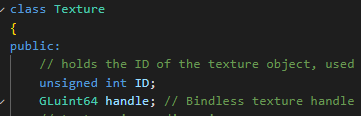 class Texture
{
public:
// holds the ID of the texture object, used
unsigned int ID;
GLuint64 handle; // Bindless texture handle